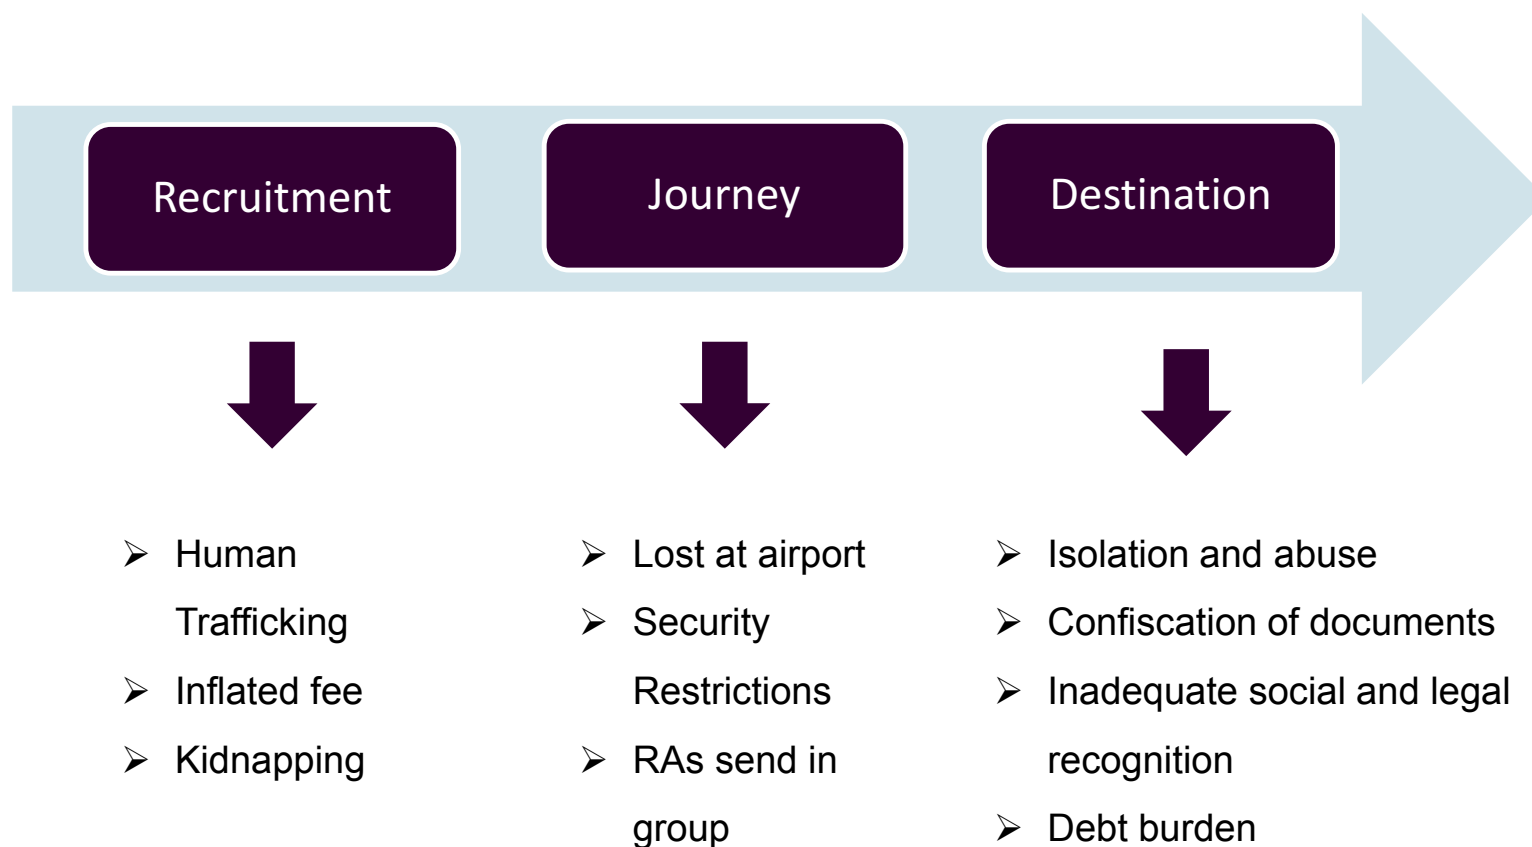 Recruitment
Journey
Destination
➢ Human
Trafficking
➢ Inflated fee
➢ Kidnapping
➢ Lost at airport
➢ Security
Restrictions
➢ RAs send in
group
➢ Isolation and abuse
➢ Confiscation of documents
➢ Inadequate social and legal
recognition
➢ Debt burden